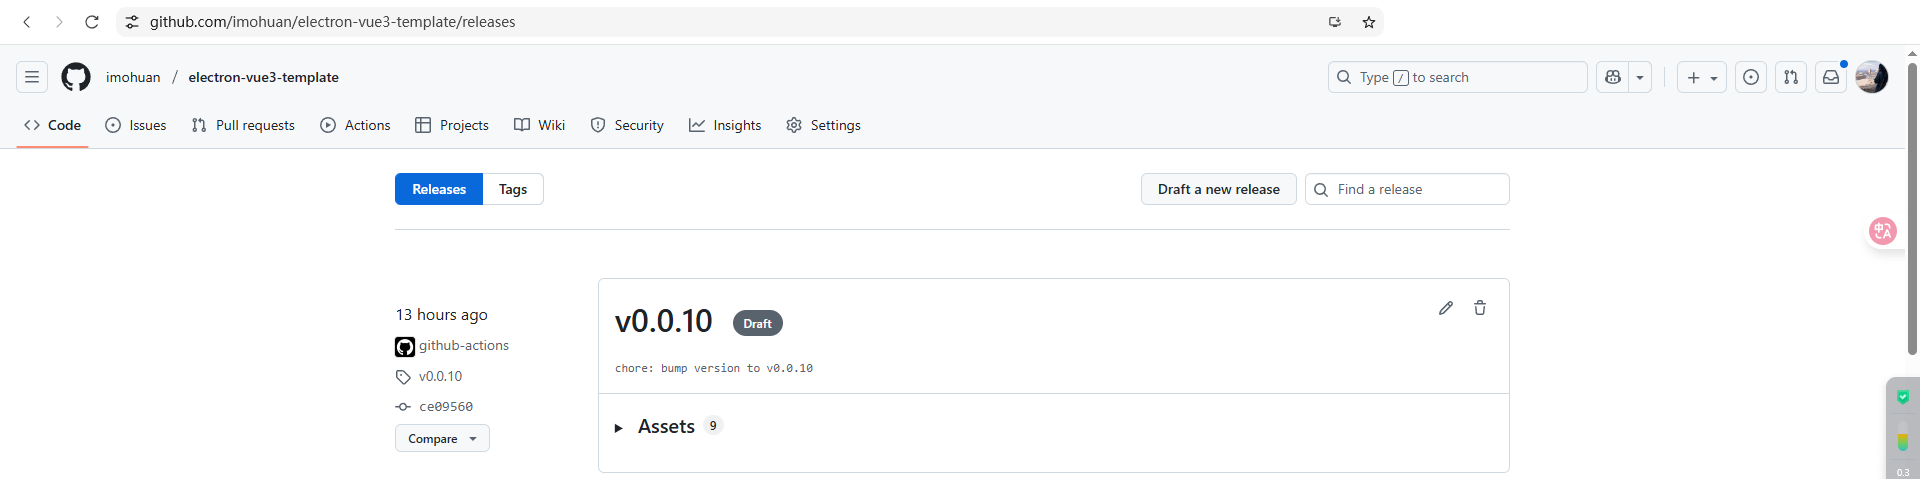 github.com/imohuan/electron-vue3-template/releases
imohuan / electron-vue3-template
Type / to search
Code Issues Pull requests Actions Projects Wiki Security Insights Settings
Releases Tags
Draft a new release Find a release
中A
13 hours ago
v0.0.10 Draft
github-actions
v0.0.10
chore: bump version to v0.0.10
ce09560
Assets 9
Compare
0.3